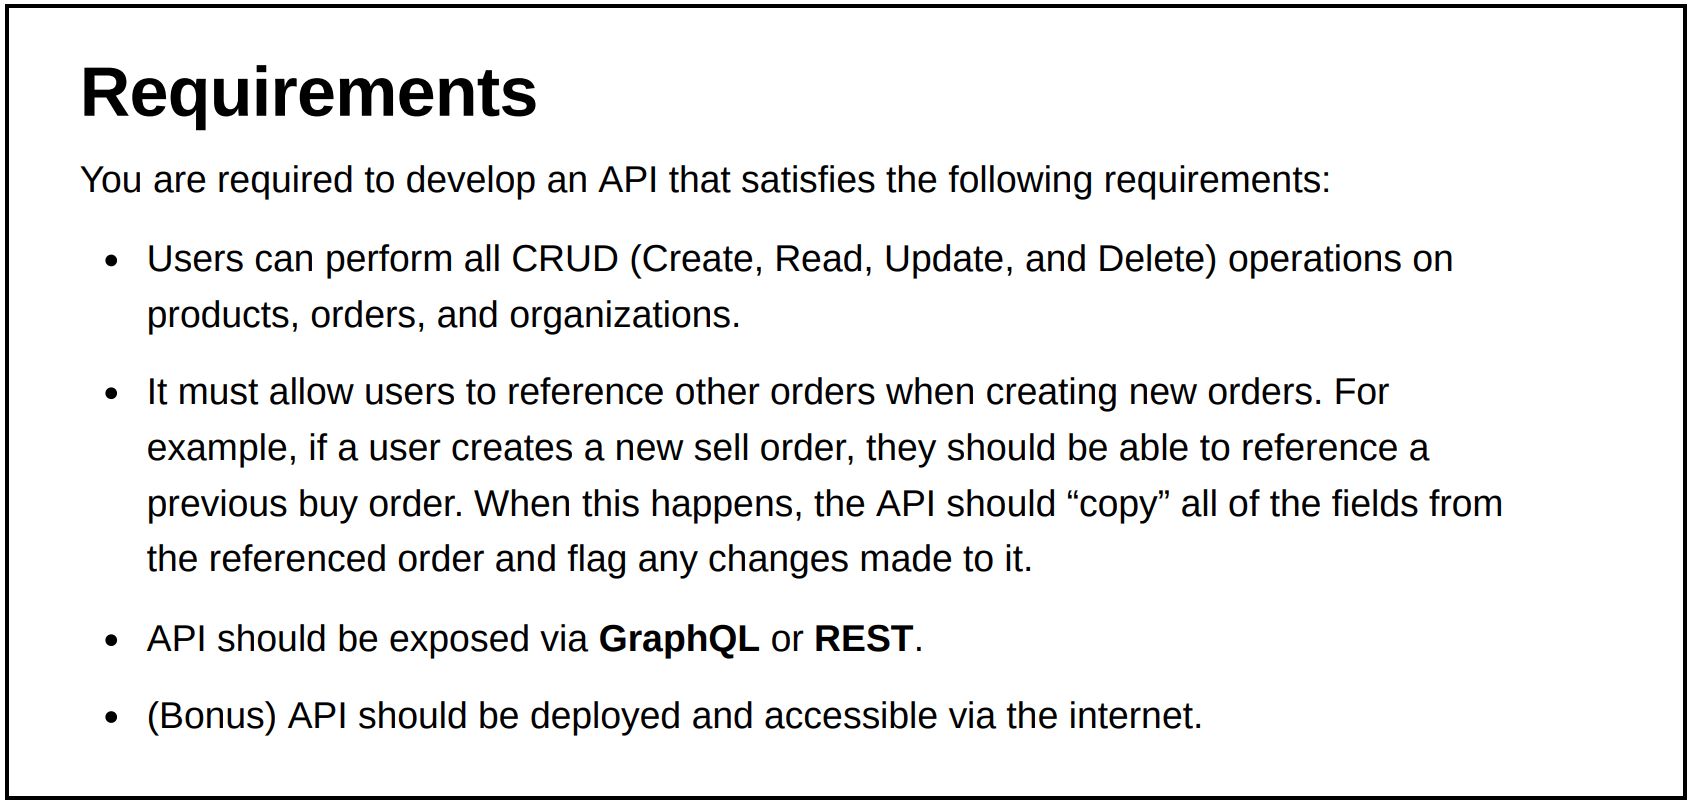 Requirements
You are required to develop an API that satisfies the following requirements:
• Users can perform all CRUD (Create, Read, Update, and Delete) operations on
products, orders, and organizations.
• It must allow users to reference other orders when creating new orders. For
example, if a user creates a new sell order, they should be able to reference a
previous buy order. When this happens, the API should “copy” all of the fields from
the referenced order and flag any changes made to it.
• API should be exposed via GraphQL or REST.
• (Bonus) API should be deployed and accessible via the internet.